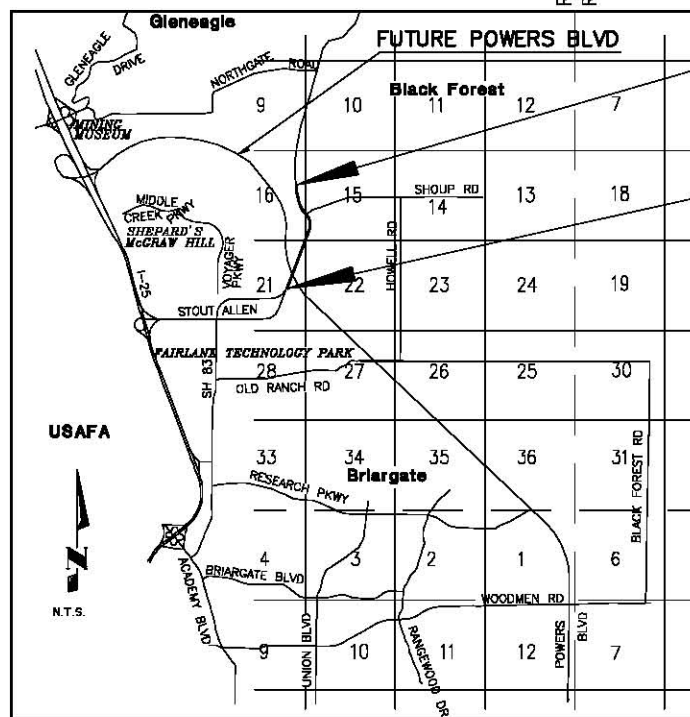 Gleneagle
FUTURE POWERS BLVD
GLENEAGLE
DRIVE
NORTHGATE ROAD
Black Forest
9 10 11 12 7
MINING
MUSEUM
16 15 14 13 18
SHOUP RD
MIDDLE
CREEK PKWY
SHEPARD'S
McGRAW HILL
VOYAGER
PKWY
HOWELL RD
I-25
21 22 23 24 19
STOUT ALLEN
FAIRLANE TECHNOLOGY PARK
SH 83
28 27 26 25 30
OLD RANCH RD
USAFA
33 34 35 36 31
Briargate
RESEARCH PKWY
BLACK FOREST RD
N
N.T.S.
4 3 2 1 6
ACADEMY BLVD
BRIARGATE BLVD
WOODMEN RD
UNION BLVD
RANGEWOOD DR
POWERS
BLVD
9 10 11 12 7